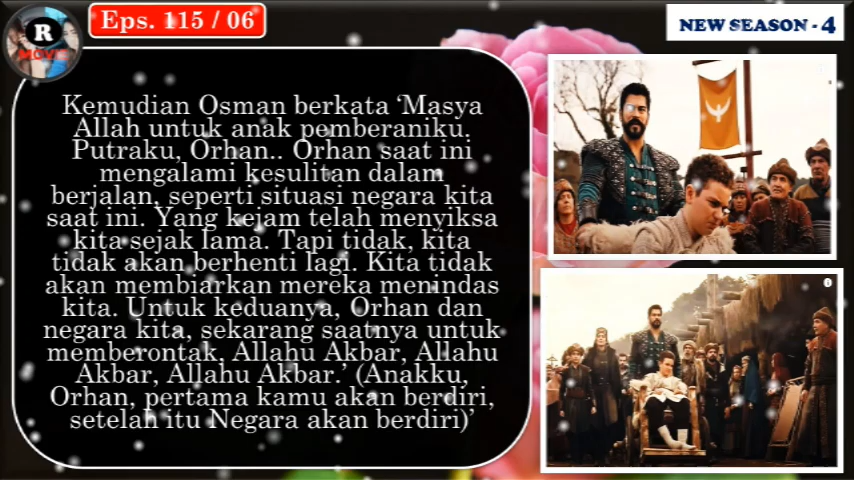 R
MOVIE
Eps. 115 / 06
NEW SEASON - 4
Kemudian Osman berkata ‘Masya
Allah untuk anak pemberaniku.
Putraku, Orhan.. Orhan saat ini
mengalami kesulitan dalam
berjalan, seperti situasi negara kita
saat ini. Yang kejam telah menyiksa
kita sejak lama. Tapi tidak, kita
tidak akan berhenti lagi. Kita tidak
akan membiarkan mereka menindas
kita. Untuk keduanya, Orhan dan
negara kita, sekarang saatnya untuk
memberontak, Allahu Akbar, Allahu
Akbar, Allahu Akbar.’ (Anakku,
Orhan, pertama kamu akan berdiri,
setelah itu Negara akan berdiri)’